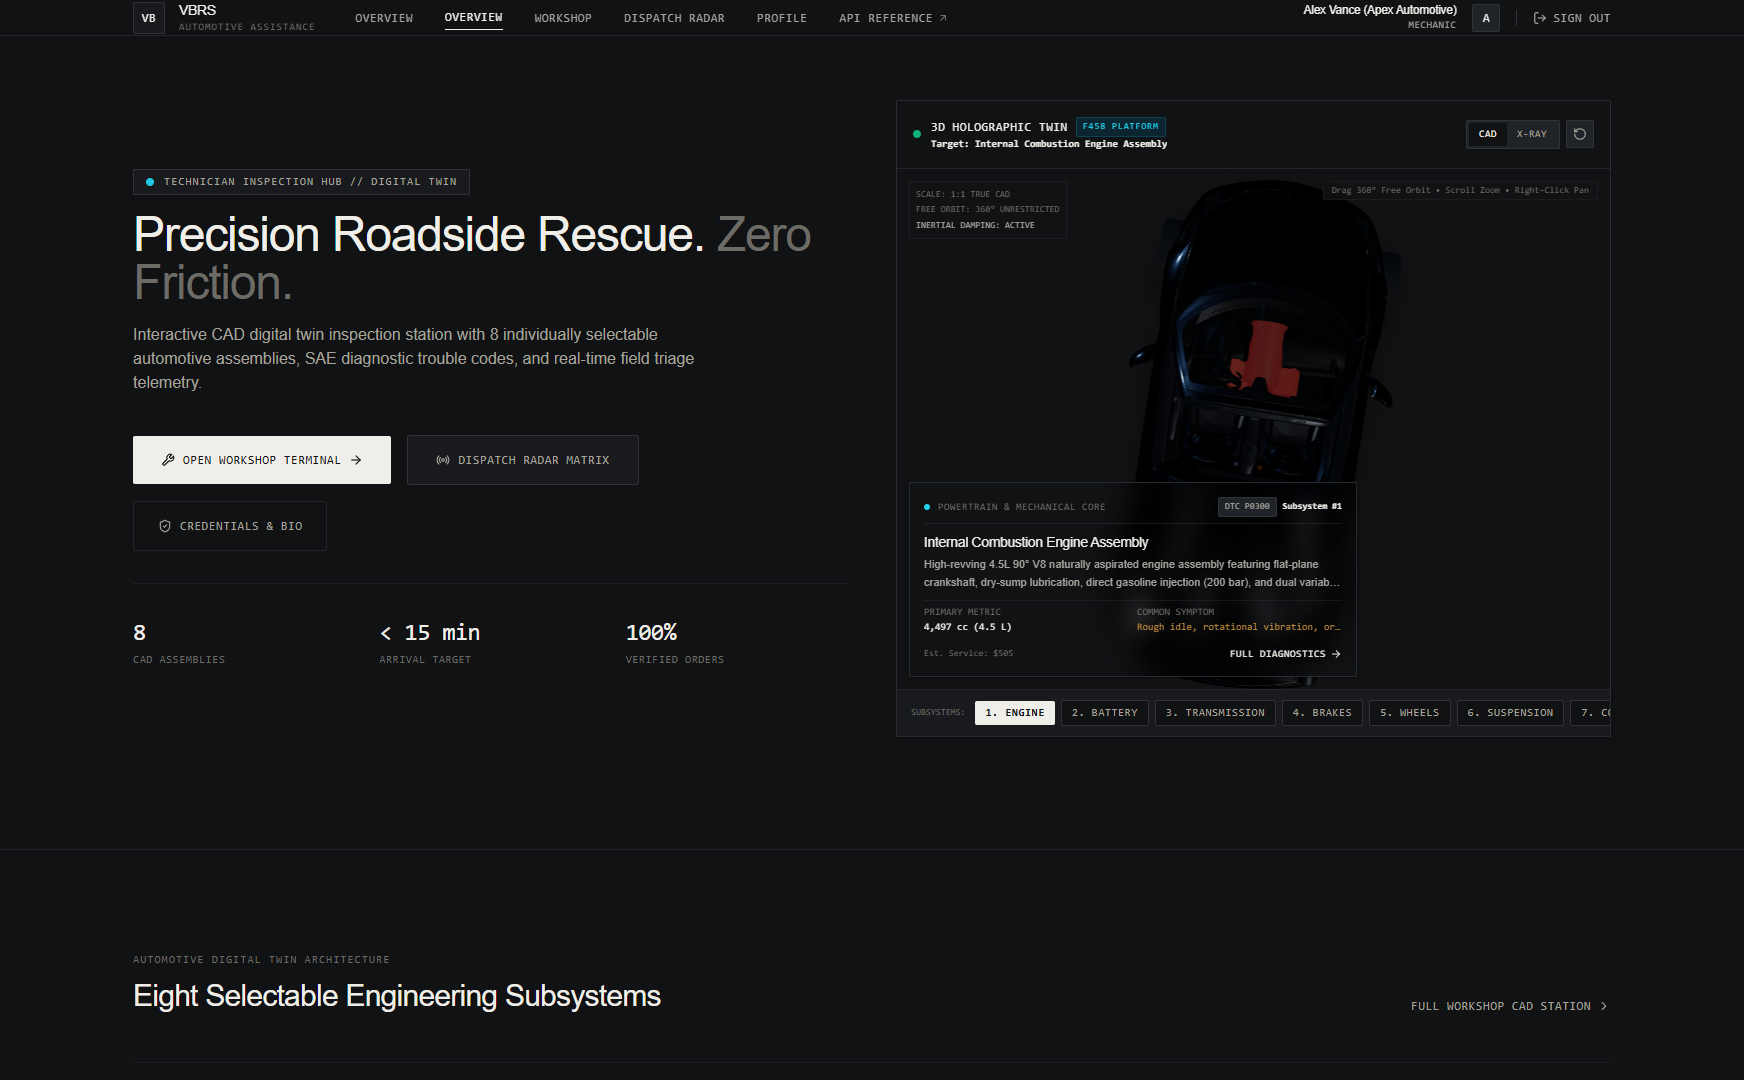 VB
VBRS
AUTOMOTIVE ASSISTANCE
OVERVIEW
OVERVIEW
WORKSHOP
DISPATCH RADAR
PROFILE
API REFERENCE ↗
Alex Vance (Apex Automotive)
MECHANIC
A
SIGN OUT
TECHNICIAN INSPECTION HUB // DIGITAL TWIN
Precision Roadside Rescue. Zero
Friction.
Interactive CAD digital twin inspection station with 8 individually selectable
automotive assemblies, SAE diagnostic trouble codes, and real-time field triage
telemetry.
OPEN WORKSHOP TERMINAL
DISPATCH RADAR MATRIX
CREDENTIALS & BIO
8
CAD ASSEMBLIES
< 15 min
ARRIVAL TARGET
100%
VERIFIED ORDERS
3D HOLOGRAPHIC TWIN
F458 PLATFORM
Target: Internal Combustion Engine Assembly
CAD
X-RAY
SCALE: 1:1 TRUE CAD
FREE ORBIT: 360° UNRESTRICTED
INERTIAL DAMPING: ACTIVE
Drag 360° Free Orbit • Scroll Zoom • Right-Click Pan
POWERTRAIN & MECHANICAL CORE
DTC P0300
Subsystem #1
Internal Combustion Engine Assembly
High-revving 4.5L 90° V8 naturally aspirated engine assembly featuring flat-plane
crankshaft, dry-sump lubrication, direct gasoline injection (200 bar), and dual variab…
PRIMARY METRIC
4,497 cc (4.5 L)
COMMON SYMPTOM
Rough idle, rotational vibration, or…
Est. Service: $505
FULL DIAGNOSTICS
SUBSYSTEMS:
1. ENGINE
2. BATTERY
3. TRANSMISSION
4. BRAKES
5. WHEELS
6. SUSPENSION
7. CO
AUTOMOTIVE DIGITAL TWIN ARCHITECTURE
Eight Selectable Engineering Subsystems
FULL WORKSHOP CAD STATION